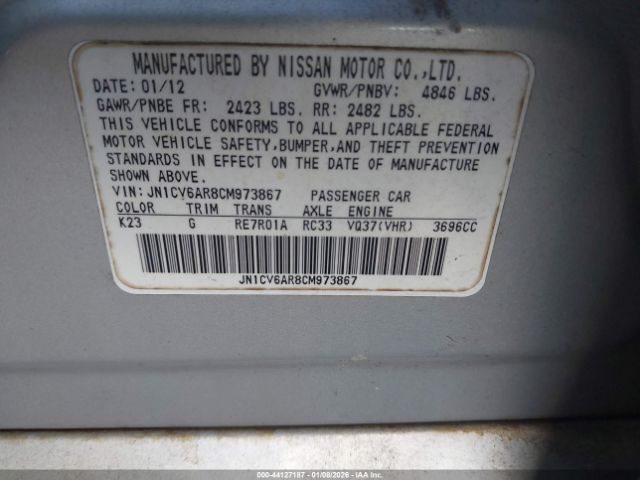 MANUFACTURED BY NISSAN MOTOR CO.,LTD.
DATE: 01/12 GVWR/PNBV: 4846 LBS.
GAWR/PNBE FR: 2423 LBS. RR: 2482 LBS.
THIS VEHICLE CONFORMS TO ALL APPLICABLE FEDERAL
MOTOR VEHICLE SAFETY,BUMPER,AND THEFT PREVENTION
STANDARDS IN EFFECT ON THE DATE OF MANUFACTURE
SHOWN ABOVE.
VIN: JN1CV6AR8CM973867 PASSENGER CAR
COLOR TRIM TRANS AXLE ENGINE
K23 G RE7R01A RC33 VQ37(VHR) 3696CC
JN1CV6AR8CM973867
000-44127187 - 01/08/2026 - IAAI.COM